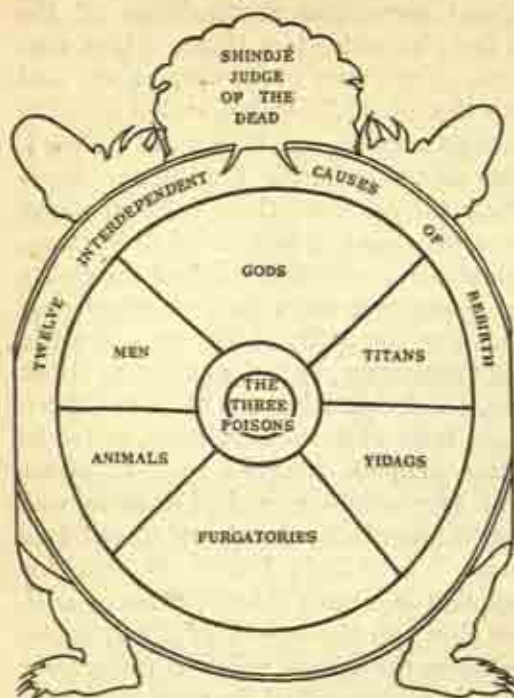 SHINDJÉ
JUDGE
OF THE
DEAD
TWELVE INTERDEPENDENT CAUSES OF REBIRTH
GODS
MEN
TITANS
THE
THREE
POISONS
ANIMALS
YIDAGS
PURGATORIES